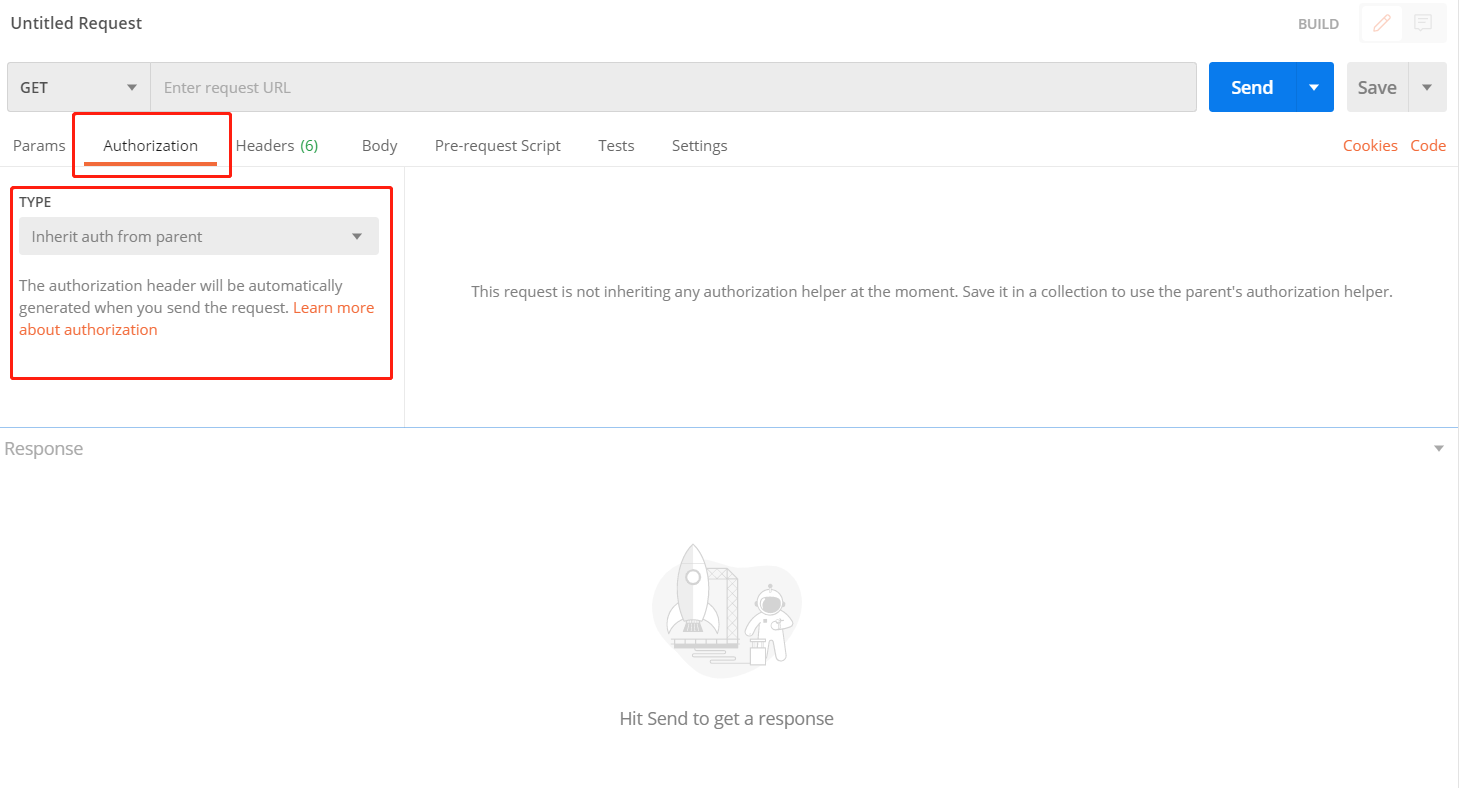 Untitled Request
BUILD
GET
Enter request URL
Send
Save
Params
Authorization
Headers (6)
Body
Pre-request Script
Tests
Settings
Cookies
Code
TYPE
Inherit auth from parent
The authorization header will be automatically
generated when you send the request. Learn more
about authorization
This request is not inheriting any authorization helper at the moment. Save it in a collection to use the parent's authorization helper.
Response
Hit Send to get a response